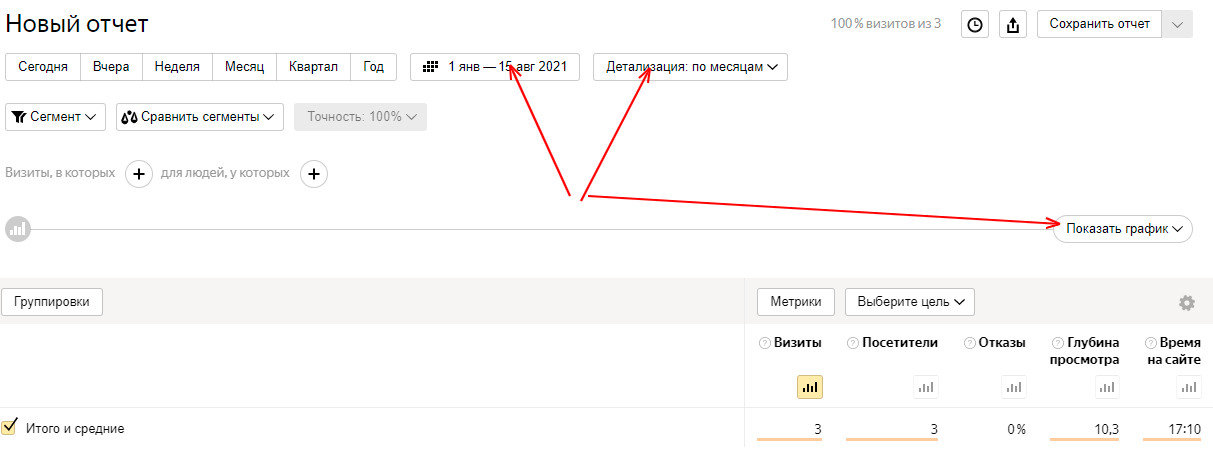 Новый отчет
100 % визитов из 3
Сохранить отчет
Сегодня Вчера Неделя Месяц Квартал Год 1 янв — 15 авг 2021 Детализация: по месяцам
Сегмент Сравнить сегменты Точность: 100%
Визиты, в которых + для людей, у которых +
Показать график
Группировки Метрики Выберите цель
? Визиты ? Посетители ? Отказы ? Глубина просмотра ? Время на сайте
Итого и средние 3 3 0 % 10,3 17:10